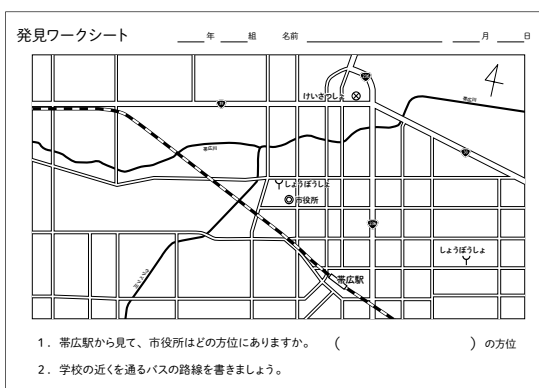 発見ワークシート
年 組 名前 月 日
けいさつしょ
帯広川
帯広川
しょうぼうしょ
市役所
しょうぼうしょ
帯広駅
1. 帯広駅から見て、市役所はどの方位にありますか。 ( ) の方位
2. 学校の近くを通るバスの路線を書きましょう。